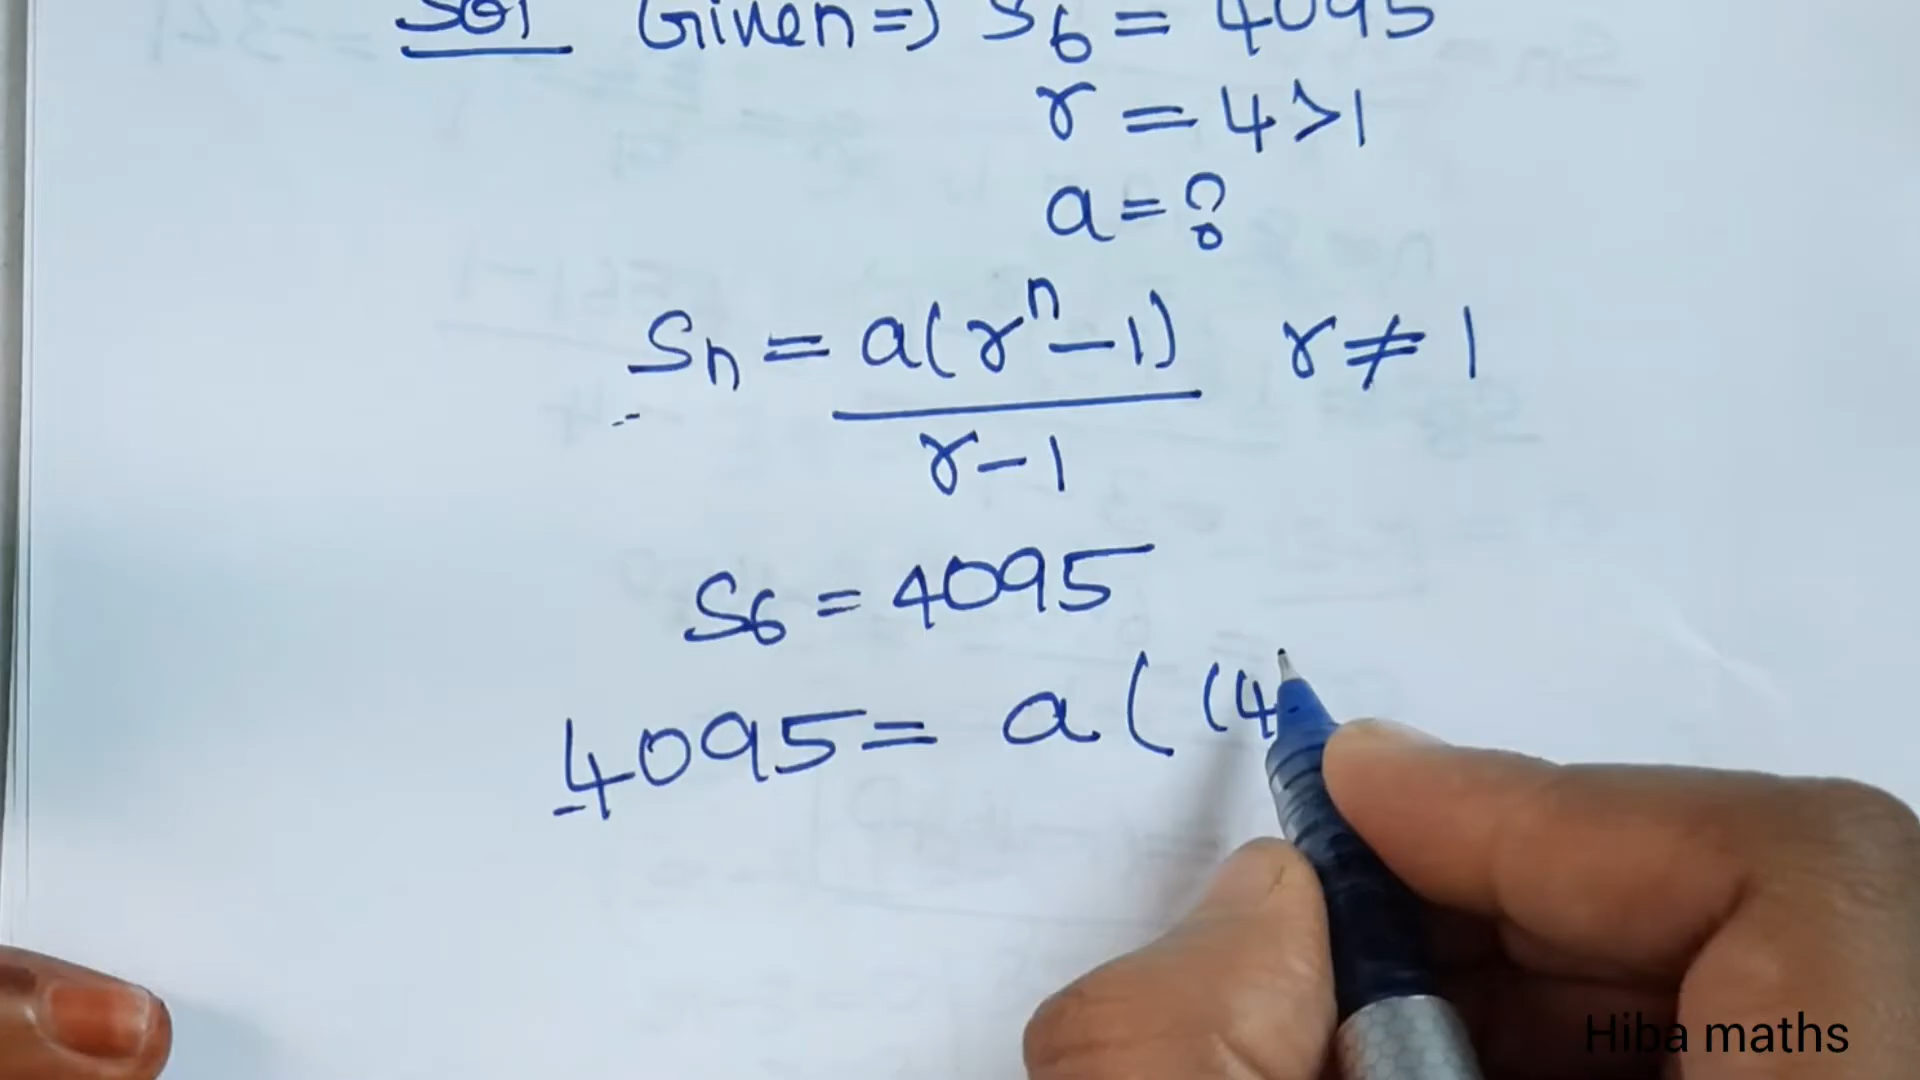 Sol Given => S6 = 4095
r = 4>1
a = ?
Sn = a(r^n-1) r ≠ 1
r-1
S6 = 4095
4095 = a ( (4
Hiba maths